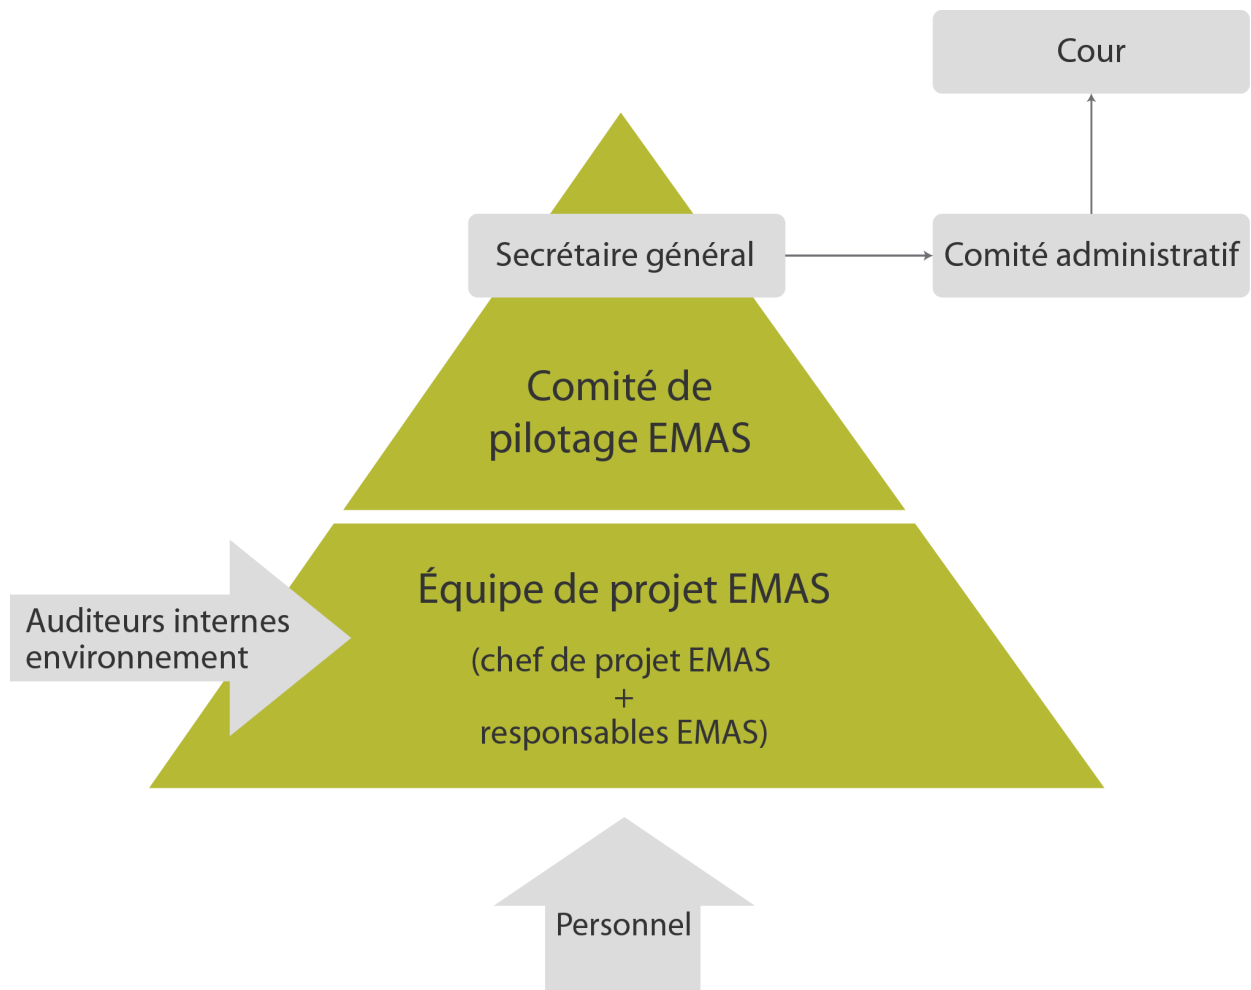 Cour
Secrétaire général
Comité administratif
Comité de
pilotage EMAS
Équipe de projet EMAS
(chef de projet EMAS
+
responsables EMAS)
Auditeurs internes
environnement
Personnel